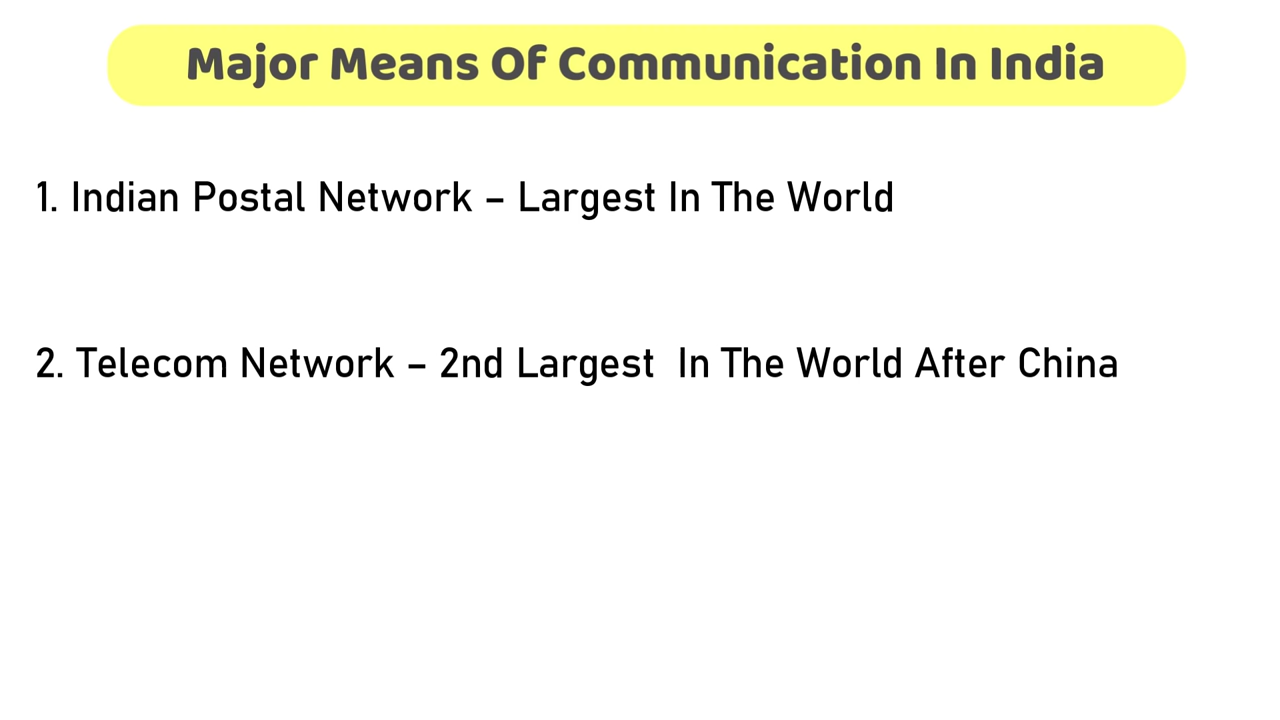 Major Means Of Communication In India
1. Indian Postal Network – Largest In The World
2. Telecom Network – 2nd Largest  In The World After China